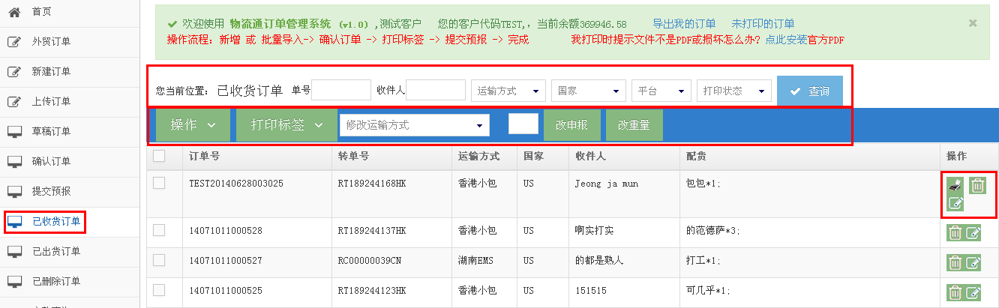 首页
外贸订单
新建订单
上传订单
草稿订单
确认订单
提交预报
已收货订单
已出货订单
已删除订单
欢迎使用 物流通订单管理系统 (v1.0) ,测试客户 您的客户代码TEST,，当前余额369946.58 导出我的订单 未打印的订单 ×
操作流程: 新增 或 批量导入-> 确认订单 -> 打印标签 -> 提交预报 -> 完成 我打印时提示文件不是PDF或损坏怎么办? 点此安装官方PDF
您当前位置: 已收货订单 单号 收件人 运输方式 国家 平台 打印状态 查询
操作 打印标签 修改运输方式 改申报 改重量
订单号 转单号 运输方式 国家 收件人 配货 操作
TEST20140628003025 RT189244168HK 香港小包 US Jeong ja mun 包包*1;
14071011000528 RT189244137HK 香港小包 US 啊实打实 的范德萨*3;
14071011000527 RC00000039CN 湖南EMS US 的都是熟人 打工*1;
14071011000525 RT189244123HK 香港小包 US 151515 可几乎*1;